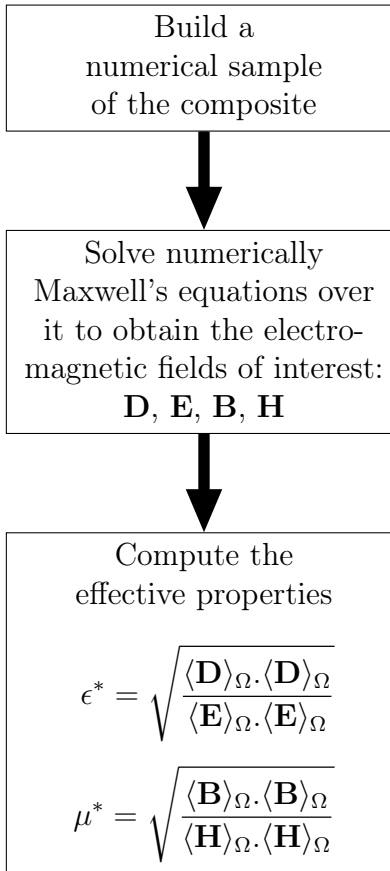 Build a
numerical sample
of the composite
Solve numerically
Maxwell's equations over
it to obtain the electro-
magnetic fields of interest:
D, E, B, H
Compute the
effective properties
ϵ* = √(⟨D⟩Ω.⟨D⟩Ω / ⟨E⟩Ω.⟨E⟩Ω)
μ* = √(⟨B⟩Ω.⟨B⟩Ω / ⟨H⟩Ω.⟨H⟩Ω)